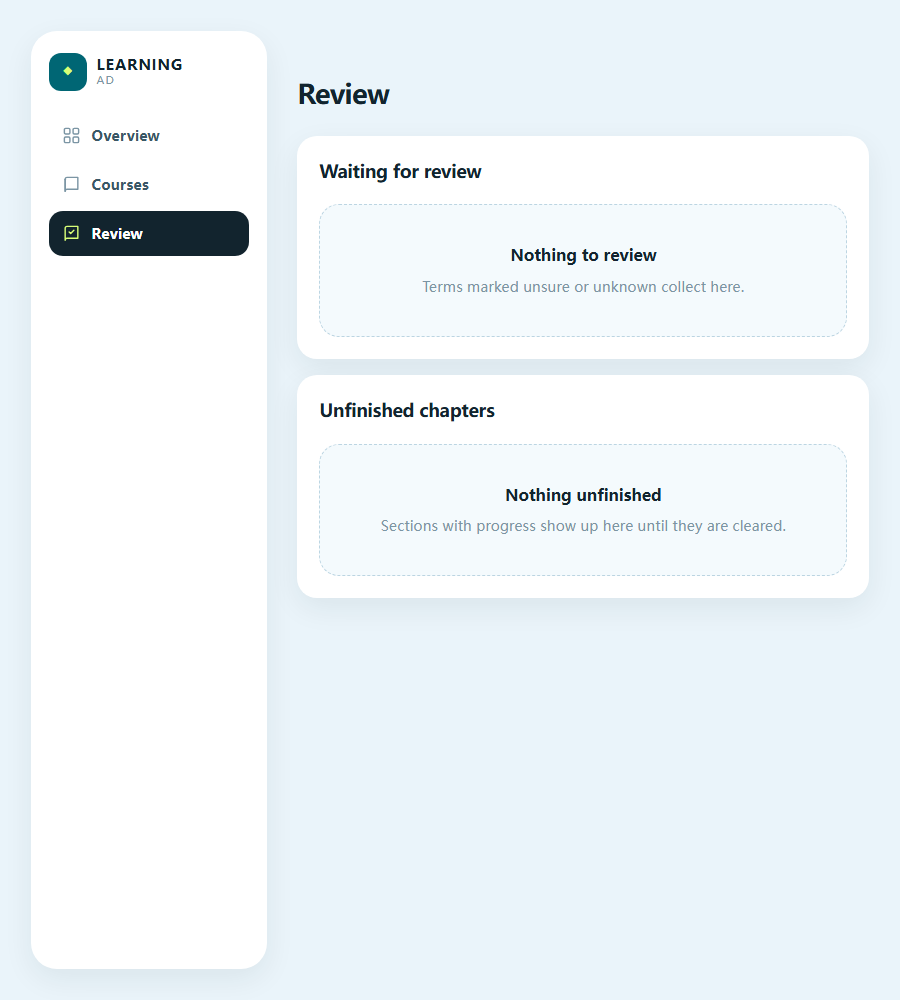 LEARNING
AD
Overview
Courses
Review
Review
Waiting for review
Nothing to review
Terms marked unsure or unknown collect here.
Unfinished chapters
Nothing unfinished
Sections with progress show up here until they are cleared.